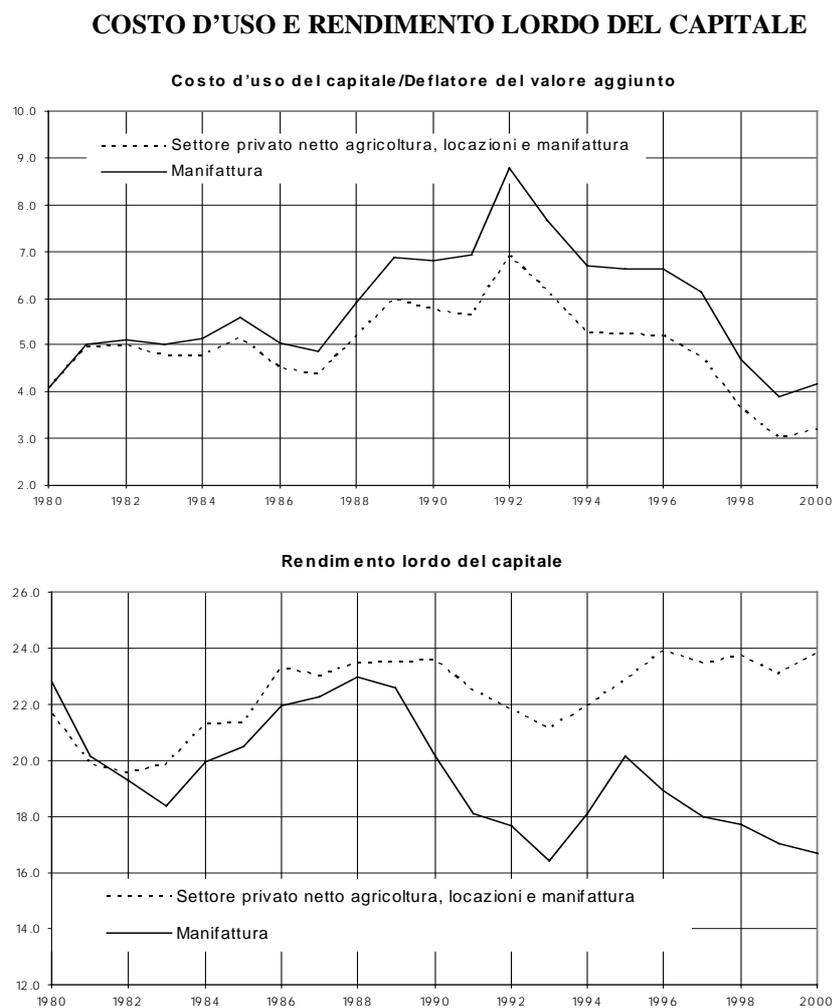 COSTO D'USO E RENDIMENTO LORDO DEL CAPITALE
Costo d'uso del capitale/Deflatore del valore aggiunto
10.0
9.0
8.0
7.0
6.0
5.0
4.0
3.0
2.0
Settore privato netto agricoltura, locazioni e manifattura
Manifattura
1980 1982 1984 1986 1988 1990 1992 1994 1996 1998 2000
Rendimento lordo del capitale
26.0
24.0
22.0
20.0
18.0
16.0
14.0
12.0
Settore privato netto agricoltura, locazioni e manifattura
Manifattura
1980 1982 1984 1986 1988 1990 1992 1994 1996 1998 2000